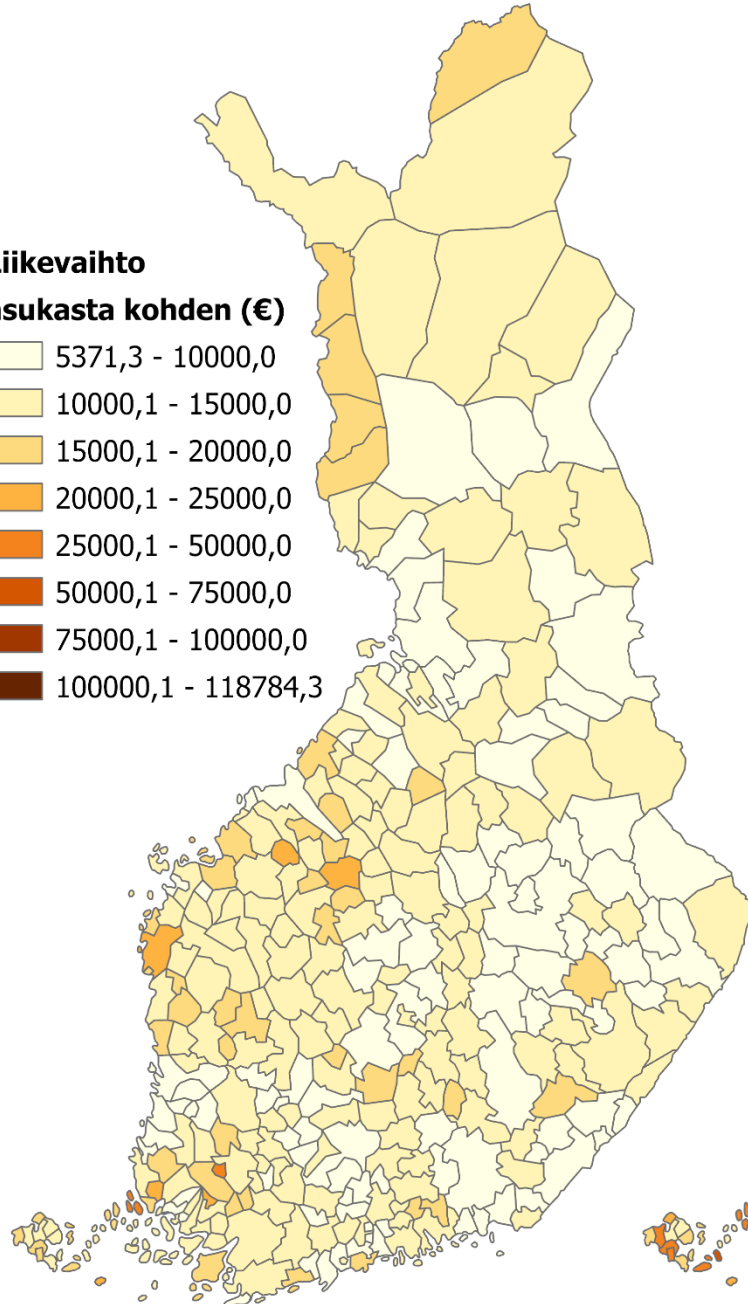 iikevaihto
sukasta kohden (€)
5371,3 - 10000,0
10000,1 - 15000,0
15000,1 - 20000,0
20000,1 - 25000,0
25000,1 - 50000,0
50000,1 - 75000,0
75000,1 - 100000,0
100000,1 - 118784,3